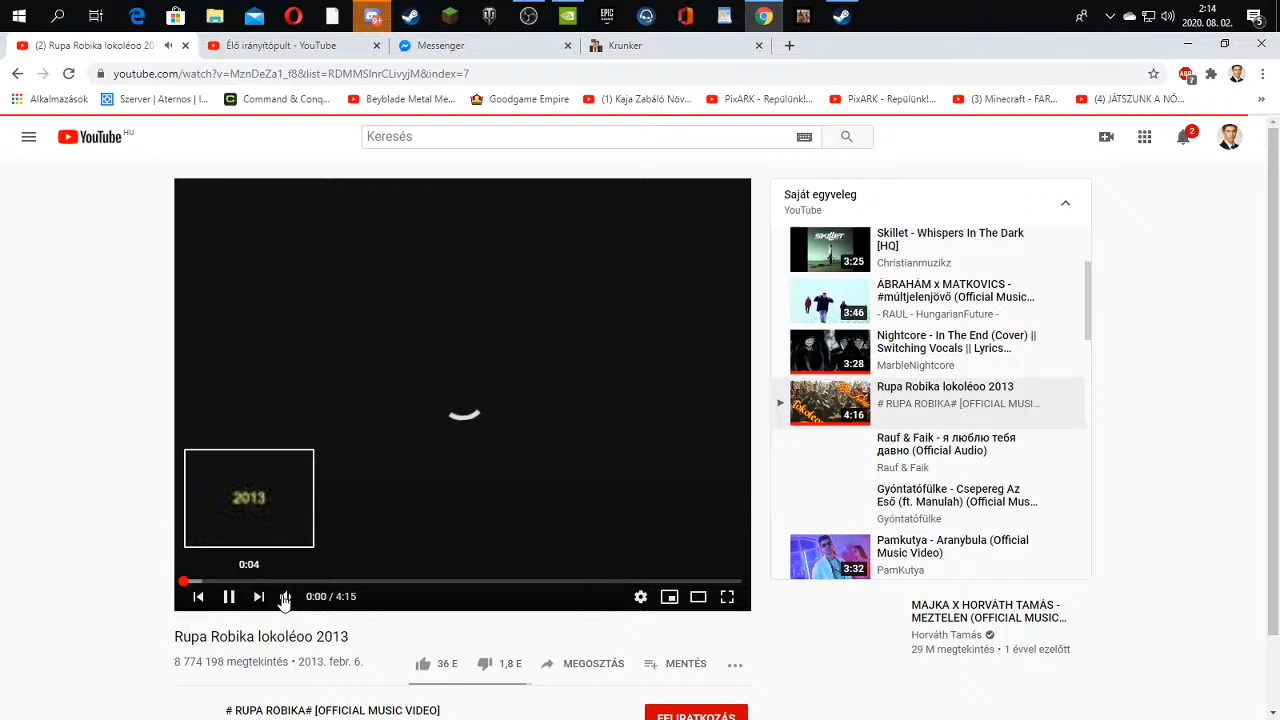 2:14
2020. 08. 02.
5
(2) Rupa Robika lokoléoo 20
Élő irányítópult - YouTube
Messenger
Krunker
youtube.com/watch?v=MznDeZa1_f8&list=RDMMSInrCLivyjM&index=7
7
Alkalmazások
Szerver | Aternos | I...
Command & Conq...
Beyblade Metal Me...
Goodgame Empire
(1) Kaja Zabáló Növ...
PixARK - Repülünk!...
PixARK - Repülünk!...
(3) Minecraft - FAR...
(4) JÁTSZUNK A NŐ...
YouTube HU
Keresés
2
Saját egyveleg
YouTube
Skillet - Whispers In The Dark
[HQ]
Christianmuzikz
SKILLET
3:25
ÁBRAHÁM x MATKOVICS -
#múltjelenjövő (Official Music...
- RAUL - HungarianFuture -
3:46
Nightcore - In The End (Cover) ||
Switching Vocals || Lyrics...
MarbleNightcore
3:28
Rupa Robika lokoléoo 2013
# RUPA ROBIKA# [OFFICIAL MUSI...
4:16
Rauf & Faik - я люблю тебя
давно (Official Audio)
Rauf & Faik
Gyóntatófülke - Csepereg Az
Eső (ft. Manulah) (Official Mus...
Gyóntatófülke
Pamkutya - Aranybula (Official
Music Video)
PamKutya
3:32
MAJKA X HORVÁTH TAMÁS -
MEZTELEN (OFFICIAL MUSIC...
Horváth Tamás
29 M megtekintés • 1 évvel ezelőtt
2013
0:04
0:00 / 4:15
Rupa Robika lokoléoo 2013
8 774 198 megtekintés • 2013. febr. 6.
36 E
1,8 E
MEGOSZTÁS
MENTÉS
# RUPA ROBIKA# [OFFICIAL MUSIC VIDEO]
FELIRATKOZÁS